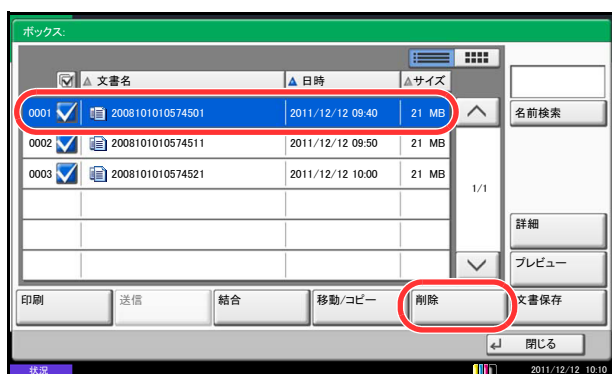 ボックス:
文書名 日時 サイズ
0001 2008101010574501 2011/12/12 09:40 21 MB
名前検索
0002 2008101010574511 2011/12/12 09:50 21 MB
0003 2008101010574521 2011/12/12 10:00 21 MB
1/1
詳細
プレビュー
印刷 送信 結合 移動/コピー 削除 文書保存
閉じる
状況 2011/12/12 10:10